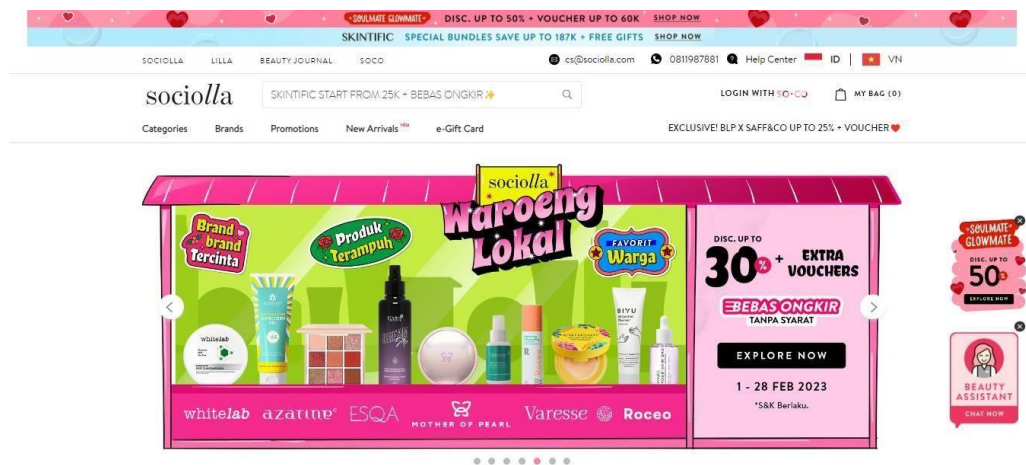 •SOULMATE GLOWMATE• DISC. UP TO 50% + VOUCHER UP TO 60K SHOP NOW
SKINTIFIC SPECIAL BUNDLES SAVE UP TO 187K + FREE GIFTS SHOP NOW
SOCIOLLA LILLA BEAUTY JOURNAL SOCO cs@sociolla.com 0811987881 Help Center ID | VN
sociolla SKINTIFIC START FROM 25K + BEBAS ONGKIR✨ LOGIN WITH SO•CO MY BAG (0)
Categories Brands Promotions New Arrivals NEW e-Gift Card EXCLUSIVE! BLP X SAFF&CO UP TO 25% + VOUCHER ❤️
sociolla
Waroeng
Lokal
Brand
brand
Tercinta
Produk
Terampuh
FAVORIT
Warga
whitelab
BIYU
DISC. UP TO
30% + EXTRA
VOUCHERS
BEBAS ONGKIR
TANPA SYARAT
EXPLORE NOW
1 - 28 FEB 2023
*S&K Berlaku.
whitelab azarine ESQA MOTHER OF PEARL Varesse Roceo
•SOULMATE•
GLOWMATE
DISC. UP TO
50%
EXPLORE NOW
BEAUTY
ASSISTANT
CHAT NOW